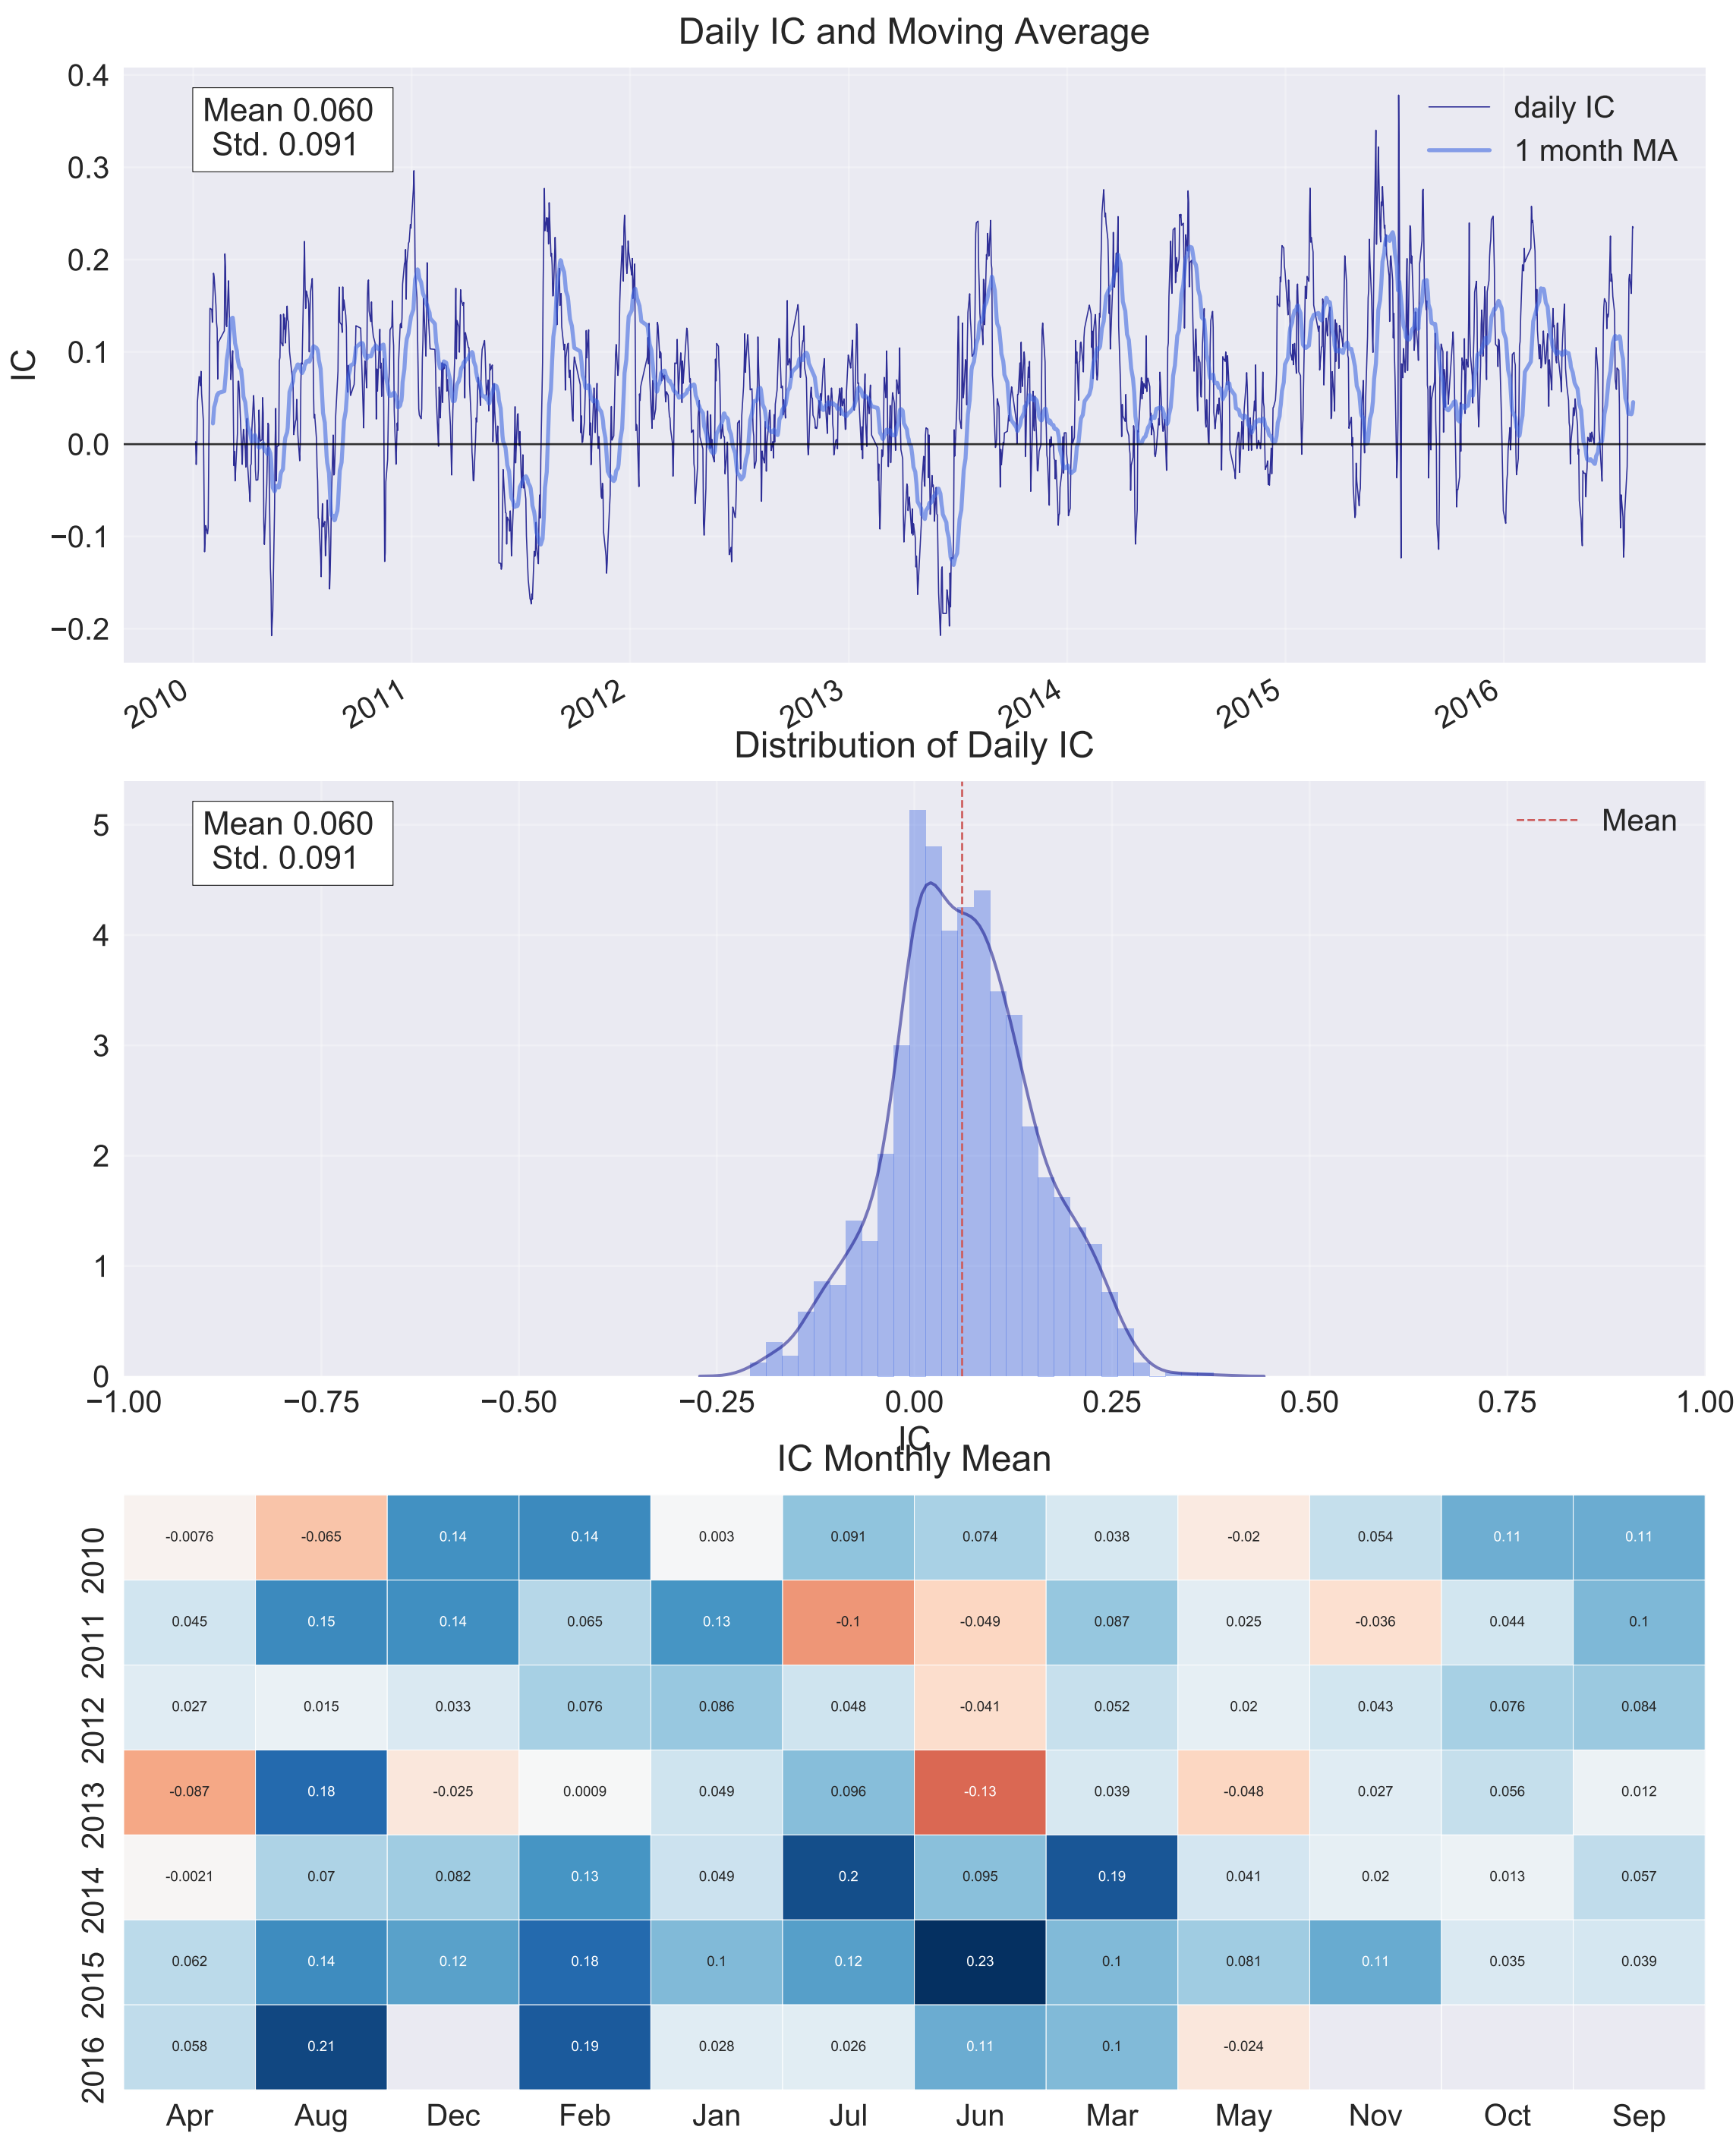 Daily IC and Moving Average
Mean 0.060
Std. 0.091
daily IC
1 month MA
IC
0.4
0.3
0.2
0.1
0.0
−0.1
−0.2
2010 2011 2012 2013 2014 2015 2016
Distribution of Daily IC
Mean 0.060
Std. 0.091
Mean
5
4
3
2
1
0
−1.00 −0.75 −0.50 −0.25 0.00 0.25 0.50 0.75 1.00
IC
IC Monthly Mean
2010 -0.0076 -0.065 0.14 0.14 0.003 0.091 0.074 0.038 -0.02 0.054 0.11 0.11
2011 0.045 0.15 0.14 0.065 0.13 -0.1 -0.049 0.087 0.025 -0.036 0.044 0.1
2012 0.027 0.015 0.033 0.076 0.086 0.048 -0.041 0.052 0.02 0.043 0.076 0.084
2013 -0.087 0.18 -0.025 0.0009 0.049 0.096 -0.13 0.039 -0.048 0.027 0.056 0.012
2014 -0.0021 0.07 0.082 0.13 0.049 0.2 0.095 0.19 0.041 0.02 0.013 0.057
2015 0.062 0.14 0.12 0.18 0.1 0.12 0.23 0.1 0.081 0.11 0.035 0.039
2016 0.058 0.21 0.19 0.028 0.026 0.11 0.1 -0.024
Apr Aug Dec Feb Jan Jul Jun Mar May Nov Oct Sep